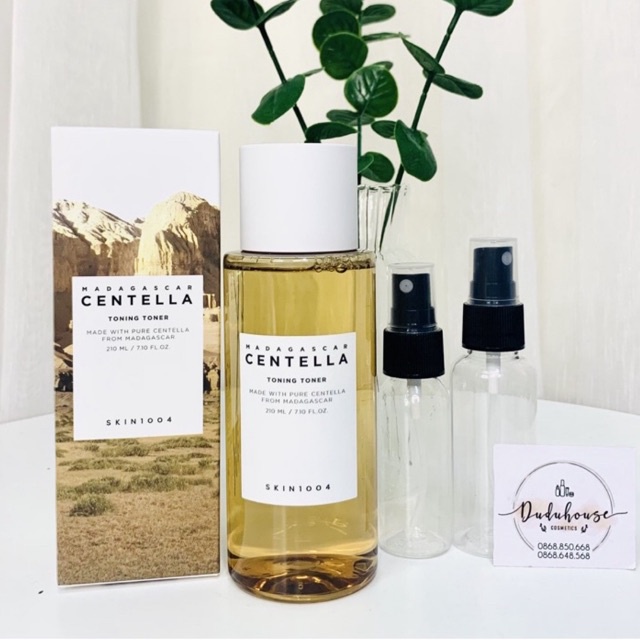 MADAGASCAR
CENTELLA
TONING TONER
MADE WITH PURE CENTELLA
FROM MADAGASCAR
210 ML / 7.10 FL.OZ.
SKIN1004
MADAGASCAR
CENTELLA
TONING TONER
MADE WITH PURE CENTELLA
FROM MADAGASCAR
210 ML / 7.10 FL.OZ
SKIN1004
Duduhouse
COSMETICS
0868.850.668
0868.648.568